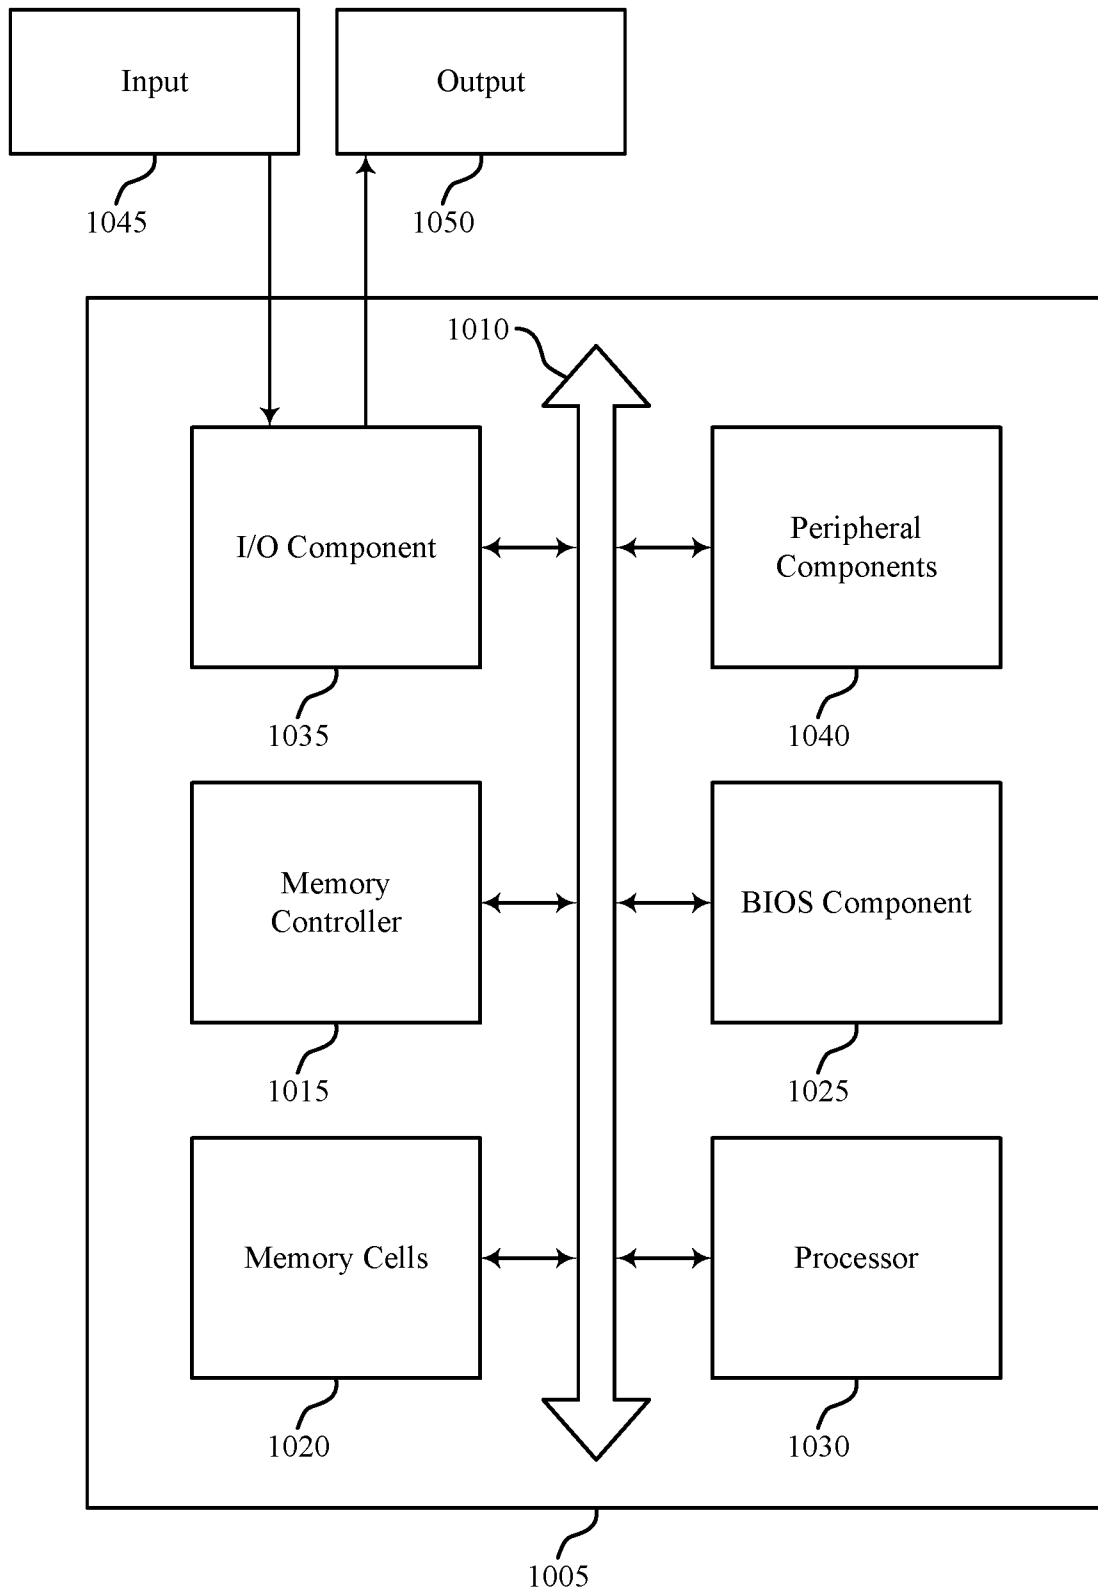 Input
Output
1045
1050
1010
I/O Component
Peripheral
Components
1035
1040
Memory
Controller
BIOS Component
1015
1025
Memory Cells
Processor
1020
1030
1005